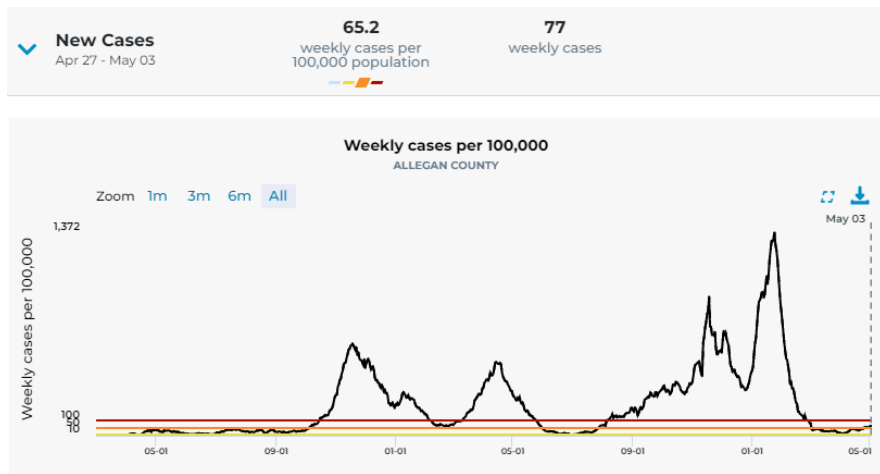 New Cases
Apr 27 - May 03
65.2
weekly cases per
100,000 population
77
weekly cases
Weekly cases per 100,000
ALLEGAN COUNTY
Zoom 1m 3m 6m All
May 03
Weekly cases per 100,000
1,372
100
50
10
05-01 09-01 01-01 05-01 09-01 01-01 05-01